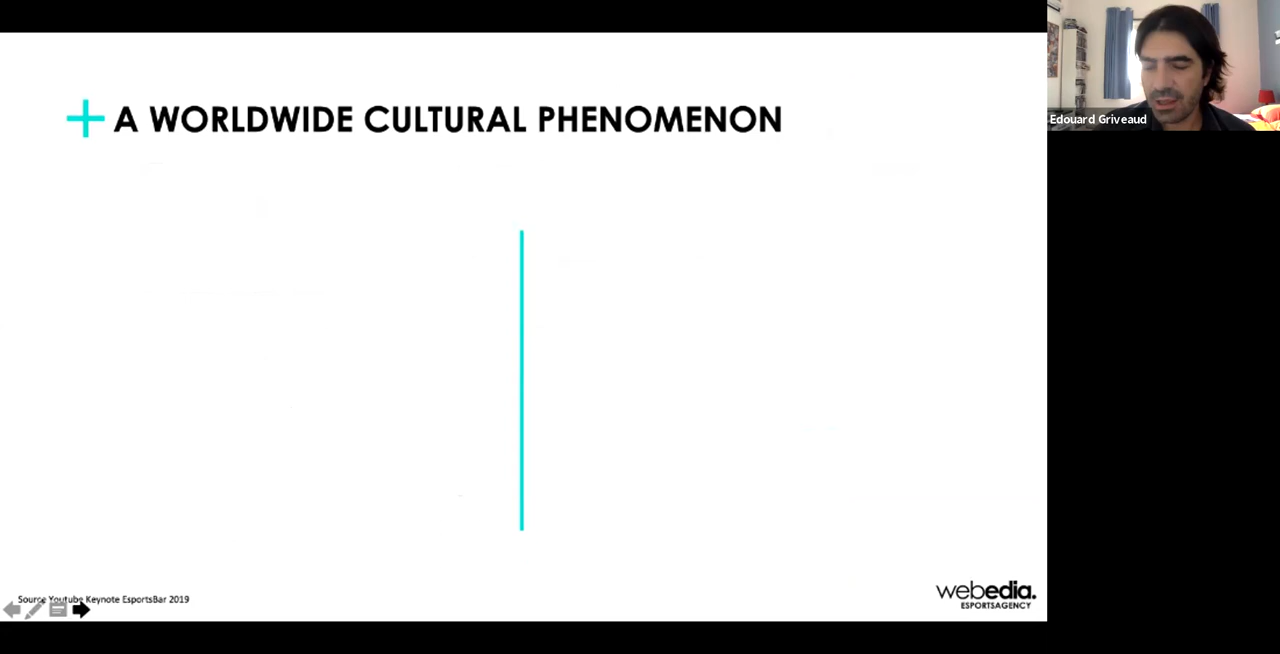 A WORLDWIDE CULTURAL PHENOMENON
Edouard Griveaud
Source Youtube Keynote EsportsBar 2019
webedia.
ESPORTSAGENCY